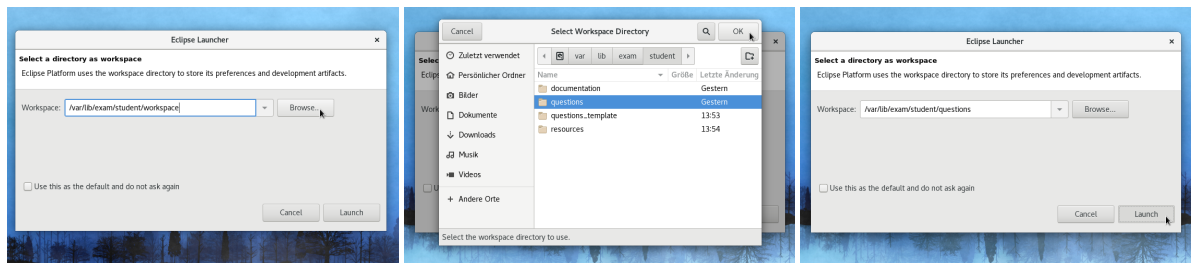 Eclipse Launcher
×
Select a directory as workspace
Eclipse Platform uses the workspace directory to store its preferences and development artifacts.
Workspace: /var/lib/exam/student/workspace Browse...
Use this as the default and do not ask again
Cancel Launch
Cancel Select Workspace Directory OK
Zuletzt verwendet
Persönlicher Ordner
Bilder
Dokumente
Downloads
Musik
Videos
+ Andere Orte
var lib exam student
Name Größe Letzte Änderung
documentation Gestern
questions Gestern
questions_template 13:53
resources 13:54
Select the workspace directory to use.
Selec
Eclips
Work
U
×
Eclipse Launcher
×
Select a directory as workspace
Eclipse Platform uses the workspace directory to store its preferences and development artifacts.
Workspace: /var/lib/exam/student/questions Browse...
Use this as the default and do not ask again
Cancel Launch